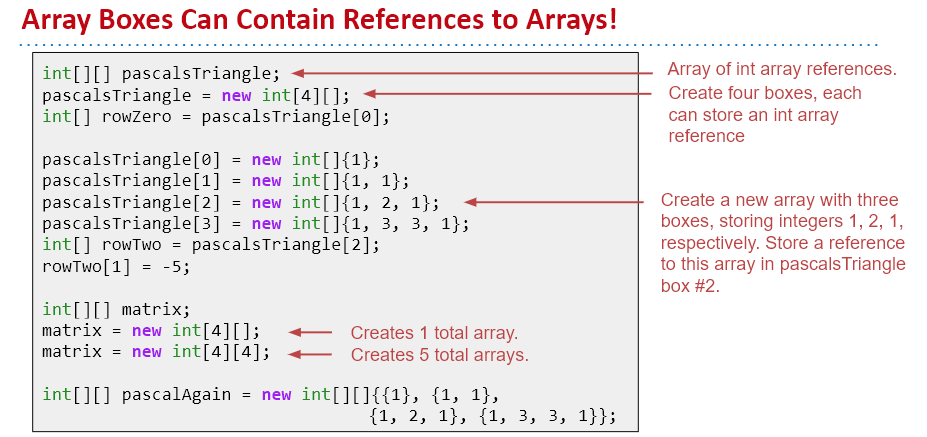 Array Boxes Can Contain References to Arrays!
int[][] pascalsTriangle;
Array of int array references.
pascalsTriangle = new int[4][];
Create four boxes, each
can store an int array
reference
int[] rowZero = pascalsTriangle[0];
pascalsTriangle[0] = new int[]{1};
pascalsTriangle[1] = new int[]{1, 1};
pascalsTriangle[2] = new int[]{1, 2, 1};
Create a new array with three
boxes, storing integers 1, 2, 1,
respectively. Store a reference
to this array in pascalsTriangle
box #2.
pascalsTriangle[3] = new int[]{1, 3, 3, 1};
int[] rowTwo = pascalsTriangle[2];
rowTwo[1] = -5;
int[][] matrix;
matrix = new int[4][];
Creates 1 total array.
matrix = new int[4][4];
Creates 5 total arrays.
int[][] pascalAgain = new int[][]{{1}, {1, 1},
{1, 2, 1}, {1, 3, 3, 1}};